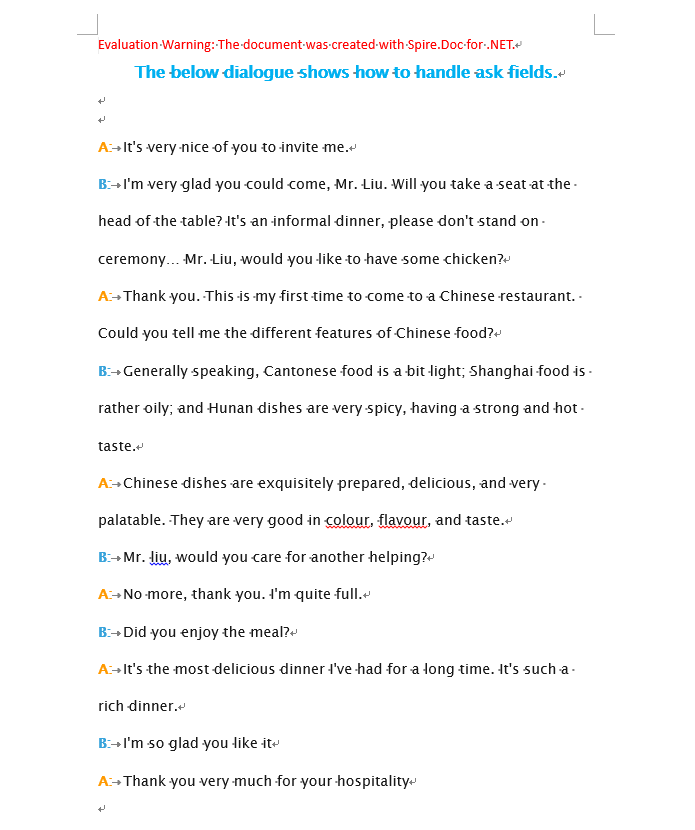 Evaluation Warning: The document was created with Spire.Doc for .NET.
The below dialogue shows how to handle ask fields.
A: It's very nice of you to invite me.
B: I'm very glad you could come, Mr. Liu. Will you take a seat at the
head of the table? It's an informal dinner, please don't stand on
ceremony... Mr. Liu, would you like to have some chicken?
A: Thank you. This is my first time to come to a Chinese restaurant.
Could you tell me the different features of Chinese food?
B: Generally speaking, Cantonese food is a bit light; Shanghai food is
rather oily; and Hunan dishes are very spicy, having a strong and hot
taste.
A: Chinese dishes are exquisitely prepared, delicious, and very
palatable. They are very good in colour, flavour, and taste.
B: Mr. liu, would you care for another helping?
A: No more, thank you. I'm quite full.
B: Did you enjoy the meal?
A: It's the most delicious dinner I've had for a long time. It's such a
rich dinner.
B: I'm so glad you like it
A: Thank you very much for your hospitality